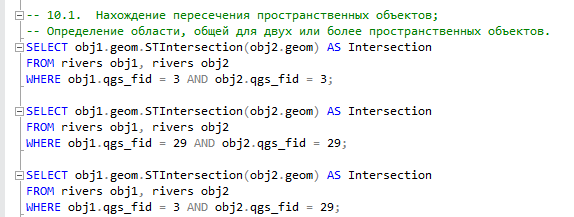 -- 10.1.  Нахождение пересечения пространственных объектов;
-- Определение области, общей для двух или более пространственных объектов.
SELECT obj1.geom.STIntersection(obj2.geom) AS Intersection
FROM rivers obj1, rivers obj2
WHERE obj1.qgs_fid = 3 AND obj2.qgs_fid = 3;
SELECT obj1.geom.STIntersection(obj2.geom) AS Intersection
FROM rivers obj1, rivers obj2
WHERE obj1.qgs_fid = 29 AND obj2.qgs_fid = 29;
SELECT obj1.geom.STIntersection(obj2.geom) AS Intersection
FROM rivers obj1, rivers obj2
WHERE obj1.qgs_fid = 3 AND obj2.qgs_fid = 29;